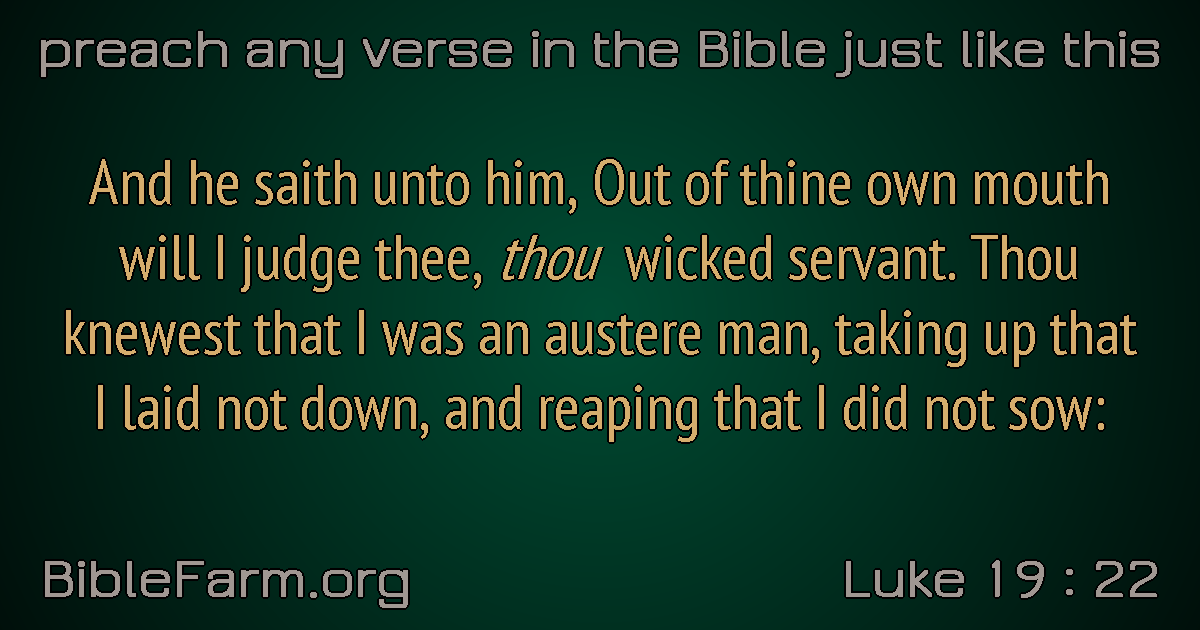 preach any verse in the Bible just like this
And he saith unto him, Out of thine own mouth
will I judge thee, thou wicked servant. Thou
knewest that I was an austere man, taking up that
I laid not down, and reaping that I did not sow:
BibleFarm.org
Luke 19 : 22